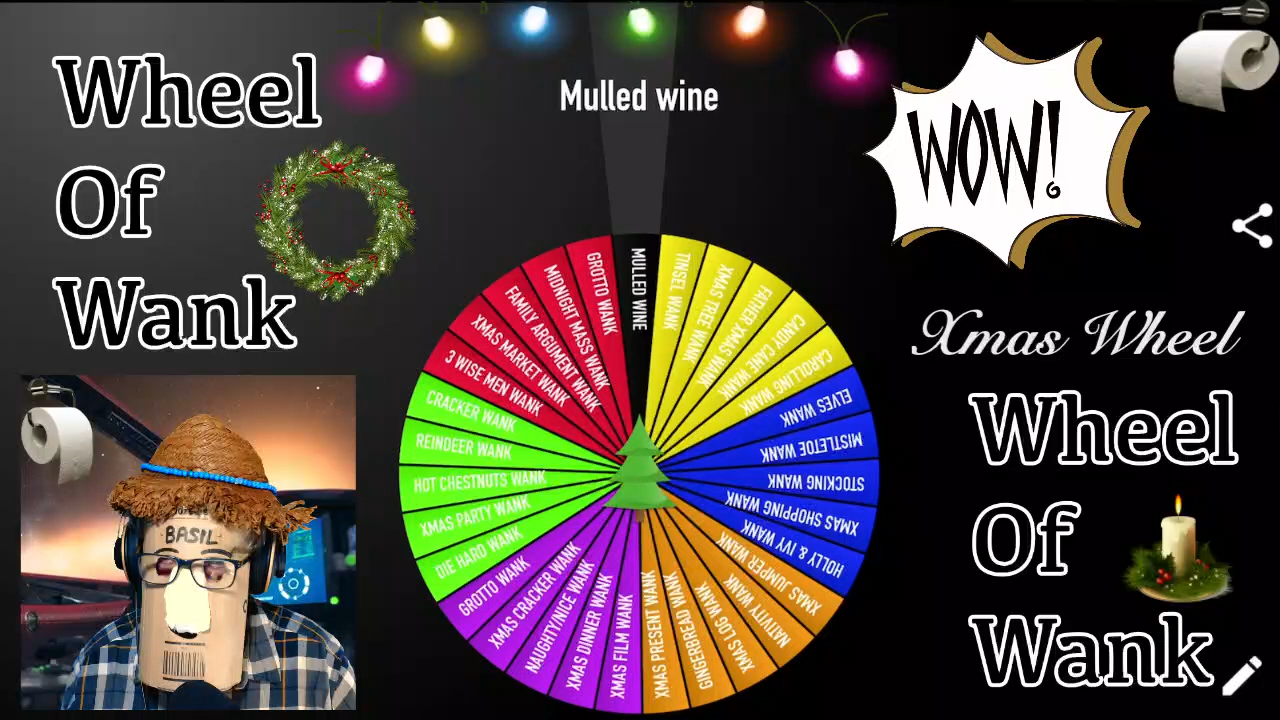 Wheel
Of
Wank
Mulled wine
WOW!
Xmas Wheel
Wheel
Of
Wank
BASIL
MULLED WINE
TINSEL WANK
XMAS TREE WANK
FATHER XMAS WANK
CANDY CANE WANK
CAROLLING WANK
ELVES WANK
MISTLETOE WANK
STOCKING WANK
XMAS SHOPPING WANK
HOLLY & IVY WANK
XMAS JUMPER WANK
NATIVITY WANK
XMAS LOG WANK
GINGERBREAD WANK
XMAS PRESENT WANK
XMAS FILM WANK
XMAS DINNER WANK
NAUGHTY/NICE WANK
XMAS CRACKER WANK
GROTTO WANK
DIE HARD WANK
XMAS PARTY WANK
HOT CHESTNUTS WANK
REINDEER WANK
CRACKER WANK
3 WISE MEN WANK
XMAS MARKET WANK
FAMILY ARGUMENT WANK
MIDNIGHT MASS WANK
GROTTO WANK